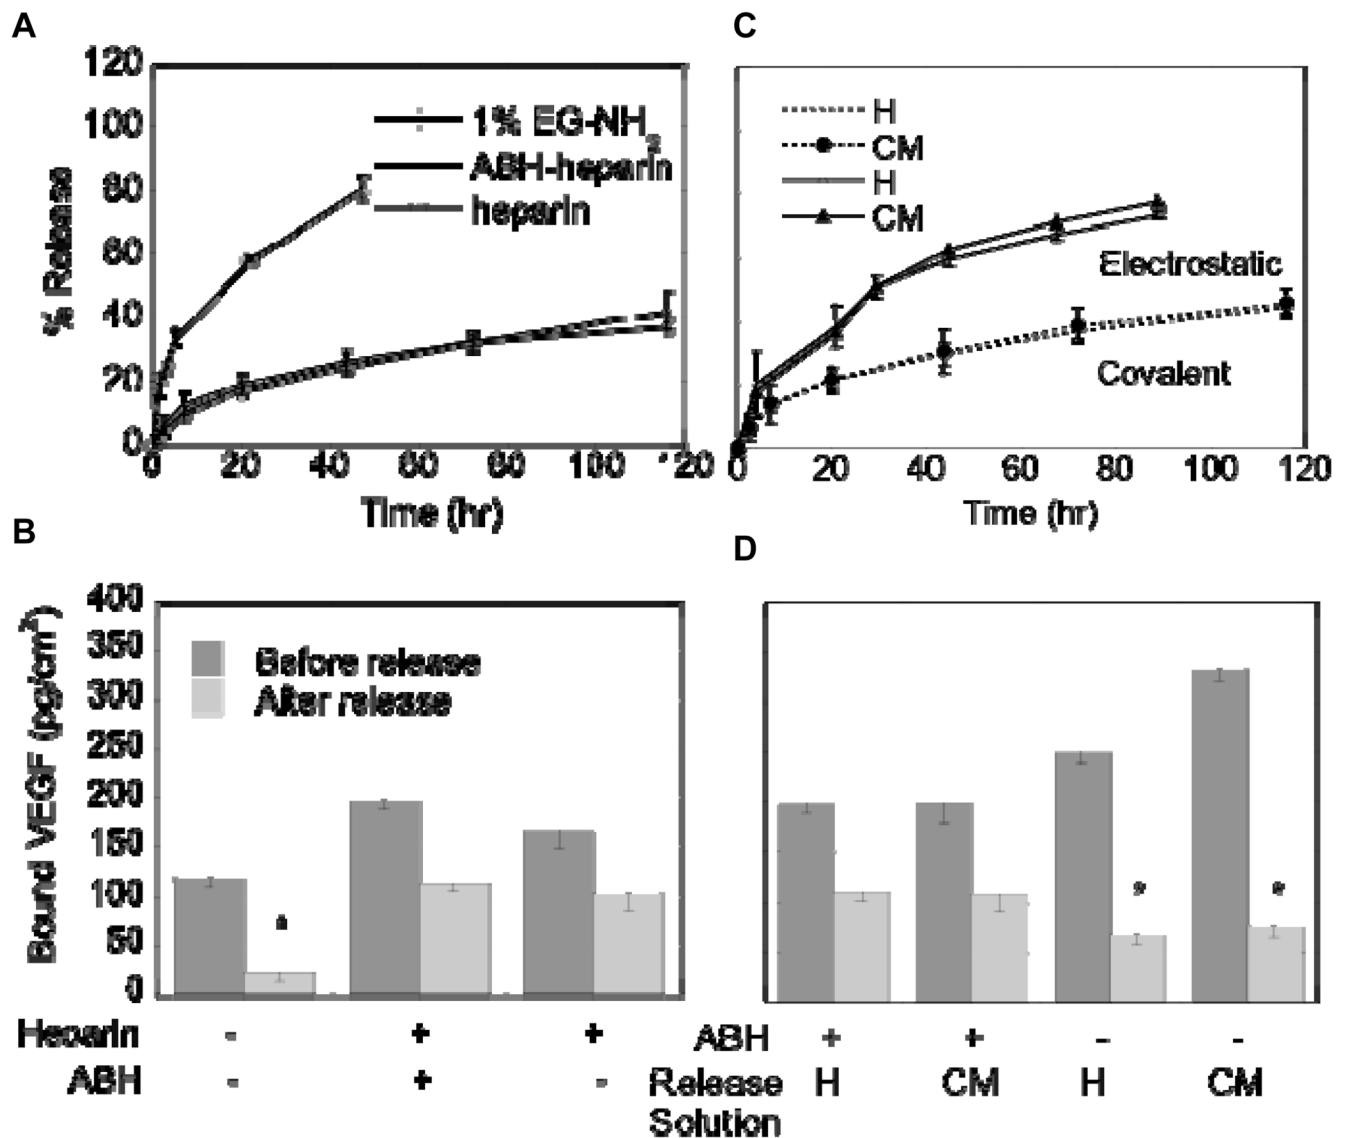 A
120
100
80
60
40
20
0
% Release
1% EG-NH2
ABH-heparin
heparin
0 20 40 60 80 100 120
Time (hr)
C
H
CM
H
CM
Electrostatic
Covalent
0 20 40 60 80 100 120
Time (hr)
B
400
350
300
250
200
150
100
50
0
Bound VEGF (pg/cm²)
Before release
After release
Heparin - + +
ABH - + -
D
* *
ABH + + - -
Release H CM H CM
Solution